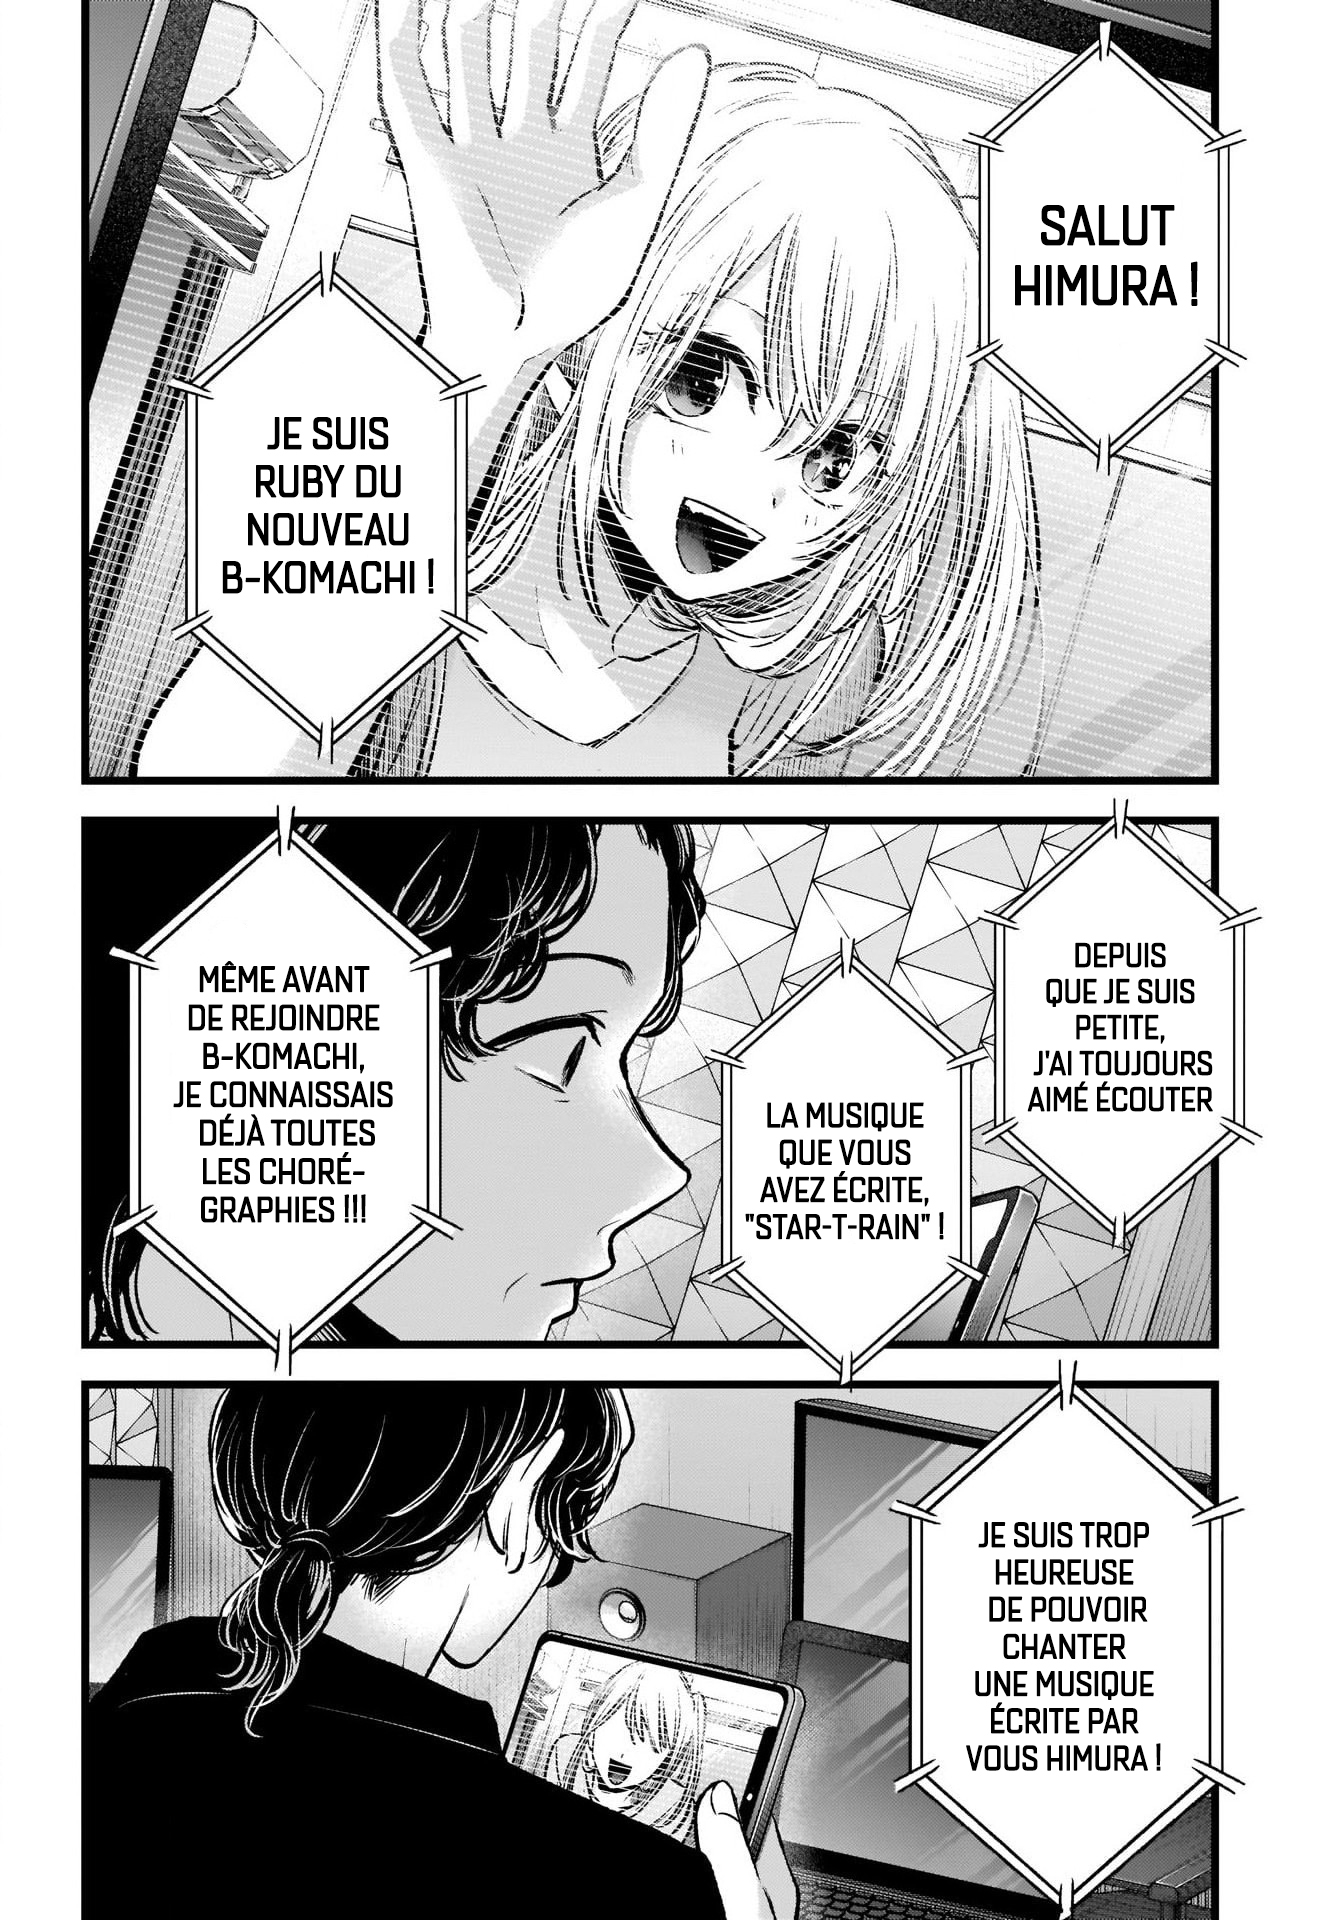 SALUT
HIMURA !
JE SUIS
RUBY DU
NOUVEAU
B-KOMACHI !
DEPUIS
QUE JE SUIS
PETITE,
J'AI TOUJOURS
AIMÉ ÉCOUTER
LA MUSIQUE
QUE VOUS
AVEZ ÉCRITE,
"STAR-T-RAIN" !
MÊME AVANT
DE REJOINDRE
B-KOMACHI,
JE CONNAISSAIS
DÉJÀ TOUTES
LES CHORÉ-
GRAPHIES !!!
JE SUIS TROP
HEUREUSE
DE POUVOIR
CHANTER
UNE MUSIQUE
ÉCRITE PAR
VOUS HIMURA !